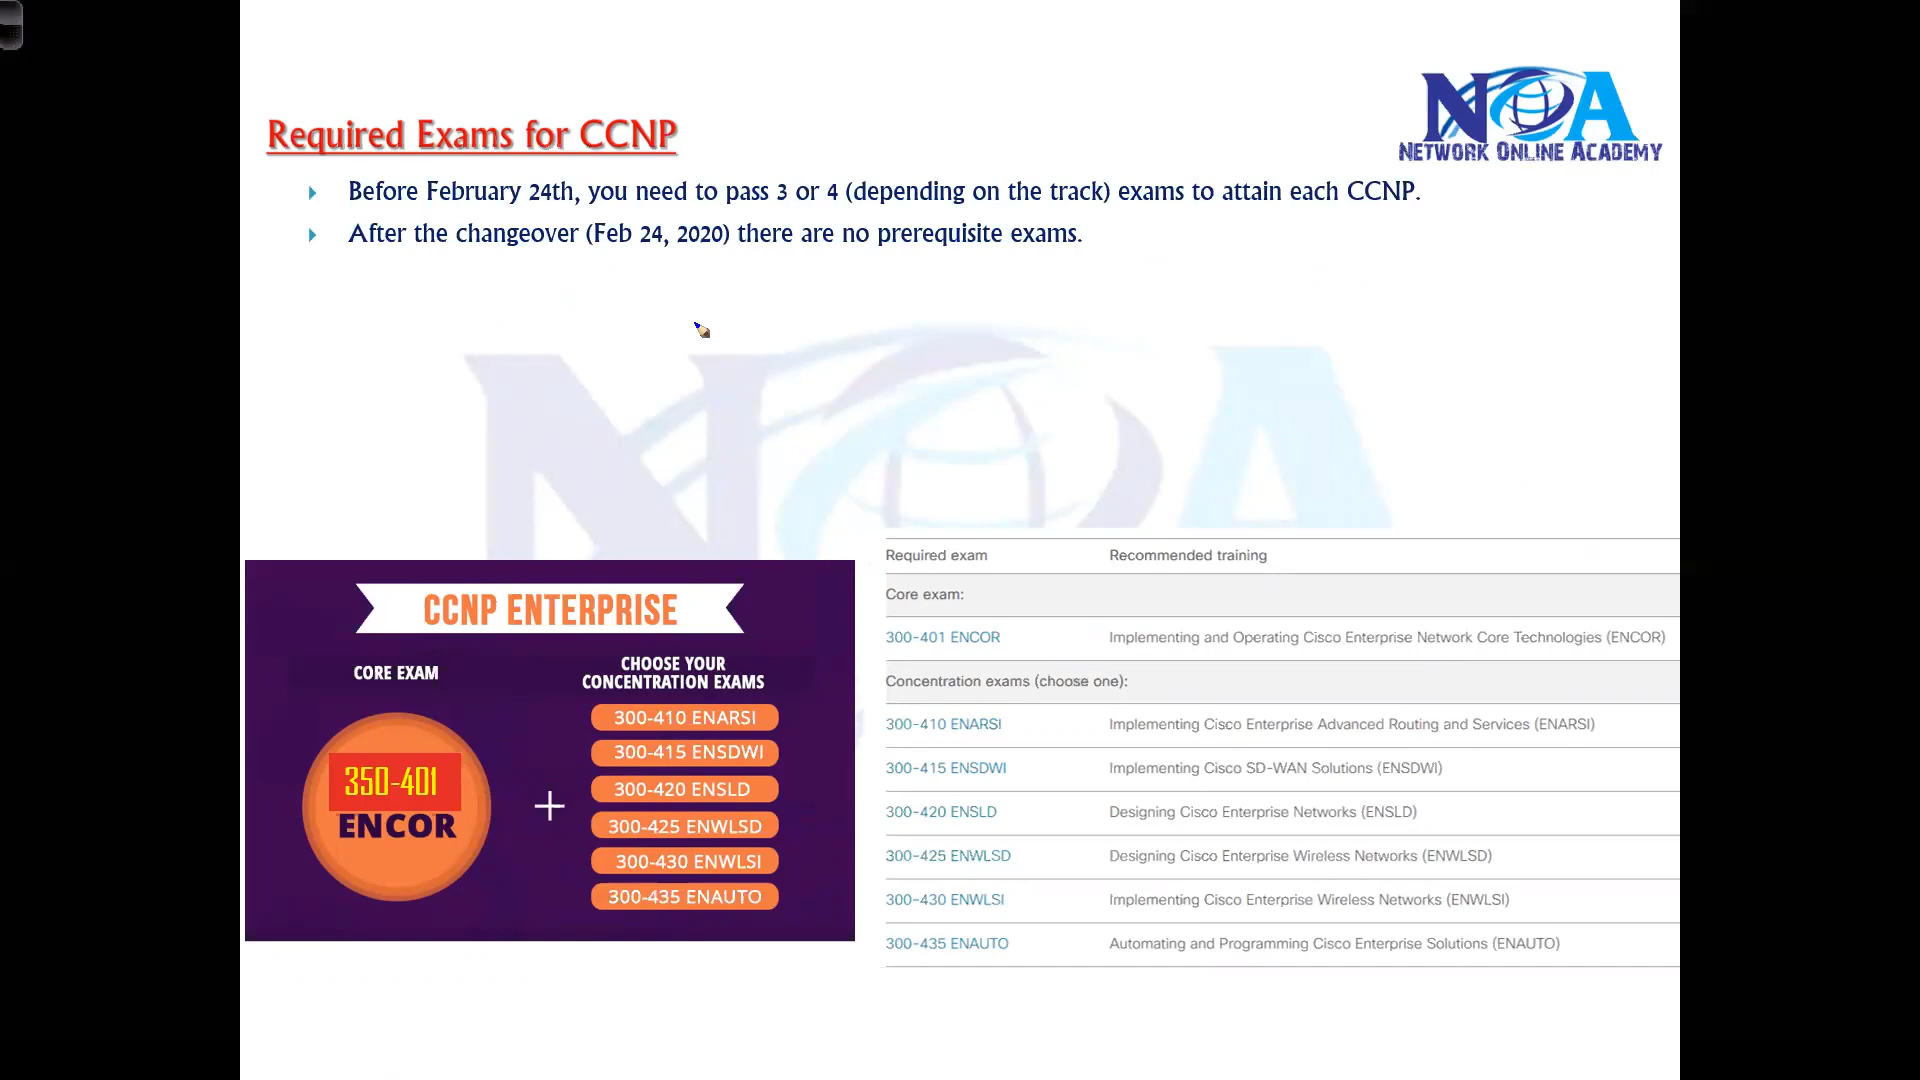 NOA
NETWORK ONLINE ACADEMY
Required Exams for CCNP
Before February 24th, you need to pass 3 or 4 (depending on the track) exams to attain each CCNP.
After the changeover (Feb 24, 2020) there are no prerequisite exams.
NOA
CCNP ENTERPRISE
CORE EXAM
350-401
ENCOR
+
CHOOSE YOUR
CONCENTRATION EXAMS
300-410 ENARSI
300-415 ENSDWI
300-420 ENSLD
300-425 ENWLSD
300-430 ENWLSI
300-435 ENAUTO
Required exam Recommended training
Core exam:
300-401 ENCOR Implementing and Operating Cisco Enterprise Network Core Technologies (ENCOR)
Concentration exams (choose one):
300-410 ENARSI Implementing Cisco Enterprise Advanced Routing and Services (ENARSI)
300-415 ENSDWI Implementing Cisco SD-WAN Solutions (ENSDWI)
300-420 ENSLD Designing Cisco Enterprise Networks (ENSLD)
300-425 ENWLSD Designing Cisco Enterprise Wireless Networks (ENWLSD)
300-430 ENWLSI Implementing Cisco Enterprise Wireless Networks (ENWLSI)
300-435 ENAUTO Automating and Programming Cisco Enterprise Solutions (ENAUTO)